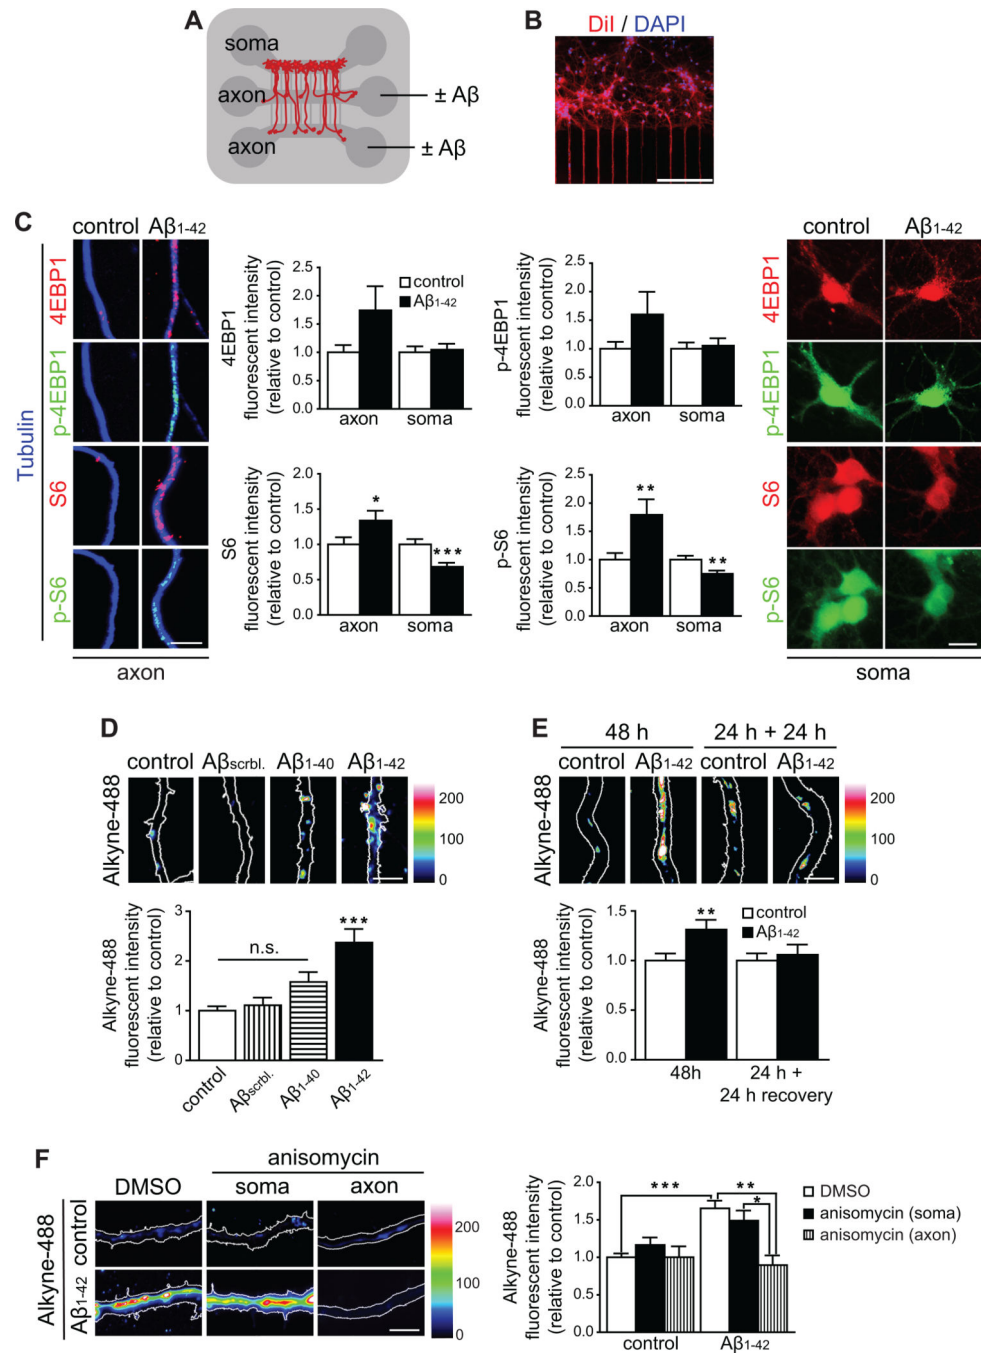 A
soma
axon
± Aβ
axon
± Aβ
B
DiI / DAPI
C
control Aβ1-42
Tubulin
4EBP1
p-4EBP1
S6
p-S6
axon
4EBP1
fluorescent intensity
(relative to control)
2.5
2.0
1.5
1.0
0.5
0.0
control
Aβ1-42
axon soma
p-4EBP1
fluorescent intensity
(relative to control)
2.5
2.0
1.5
1.0
0.5
0.0
axon soma
S6
fluorescent intensity
(relative to control)
2.5
2.0
1.5
1.0
0.5
0.0
*
***
axon soma
p-S6
fluorescent intensity
(relative to control)
2.5
2.0
1.5
1.0
0.5
0.0
**
**
axon soma
control Aβ1-42
4EBP1
p-4EBP1
S6
p-S6
soma
D
control Aβscrbl. Aβ1-40 Aβ1-42
Alkyne-488
200
100
0
Alkyne-488
fluorescent intensity
(relative to control)
3
2
1
0
n.s.
***
control Aβscrbl. Aβ1-40 Aβ1-42
E
48 h 24 h + 24 h
control Aβ1-42 control Aβ1-42
Alkyne-488
200
100
0
Alkyne-488
fluorescent intensity
(relative to control)
1.5
1.0
0.5
0.0
**
control
Aβ1-42
48h 24 h +
24 h recovery
F
anisomycin
DMSO soma axon
Alkyne-488
control
Aβ1-42
200
100
0
Alkyne-488
fluorescent intensity
(relative to control)
2.0
1.5
1.0
0.5
0.0
*** **
*
DMSO
anisomycin (soma)
anisomycin (axon)
control Aβ1-42